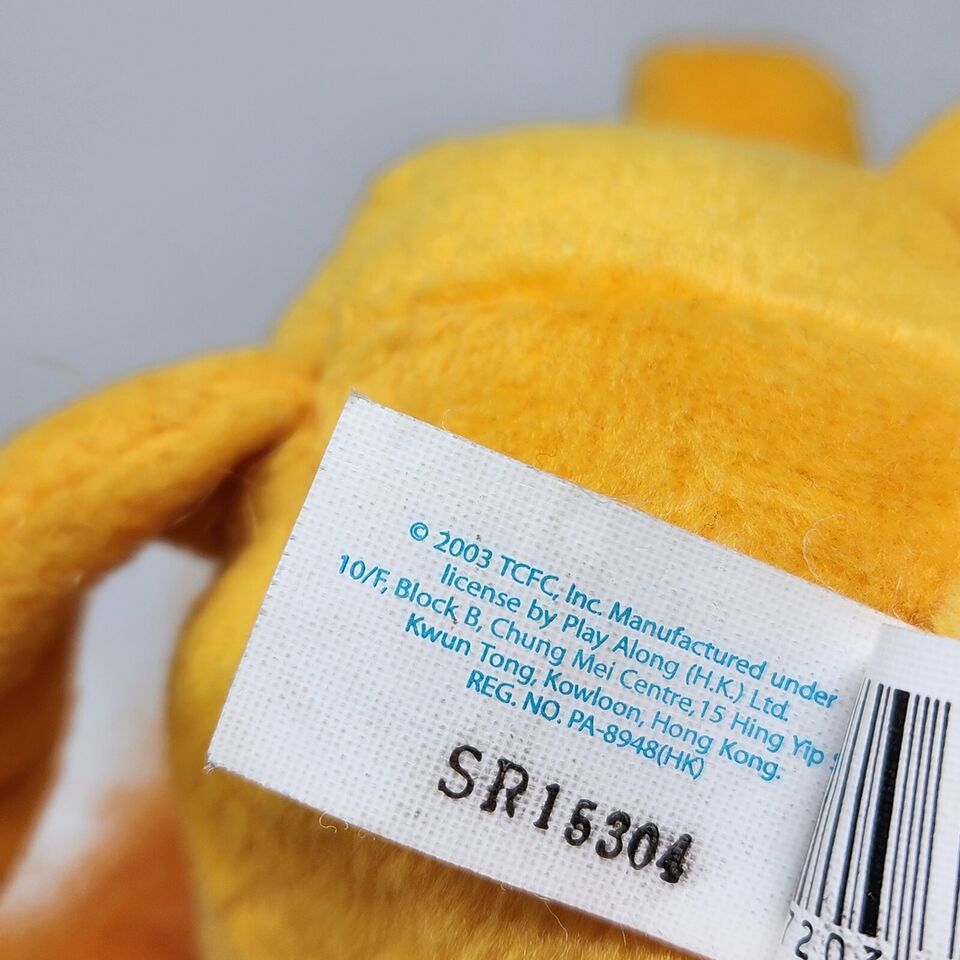 © 2003 TCFC, Inc. Manufactured under
license by Play Along (H.K.) Ltd.
10/F, Block B, Chung Mei Centre,15 Hing Yip
Kwun Tong, Kowloon, Hong Kong.
REG. NO. PA-8948(HK)
SR15304